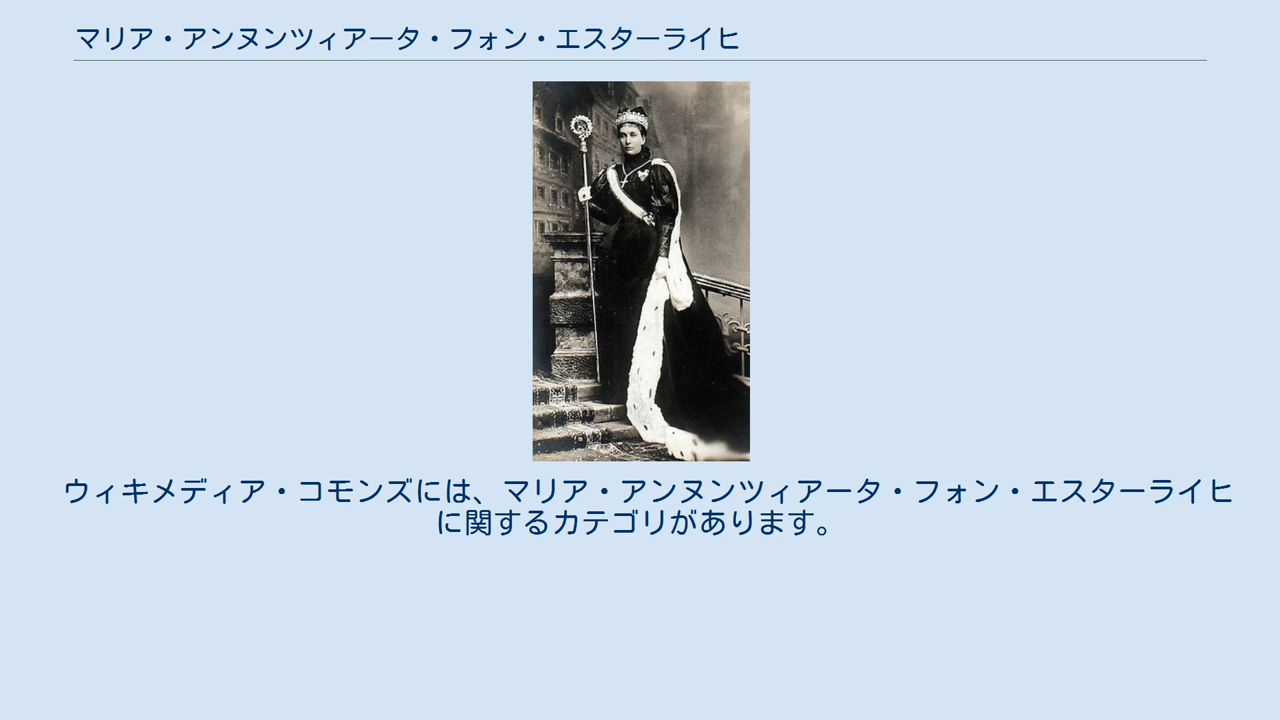 マリア・アンヌンツィアータ・フォン・エスターライヒ
ウィキメディア・コモンズには、マリア・アンヌンツィアータ・フォン・エスターライヒ
に関するカテゴリがあります。